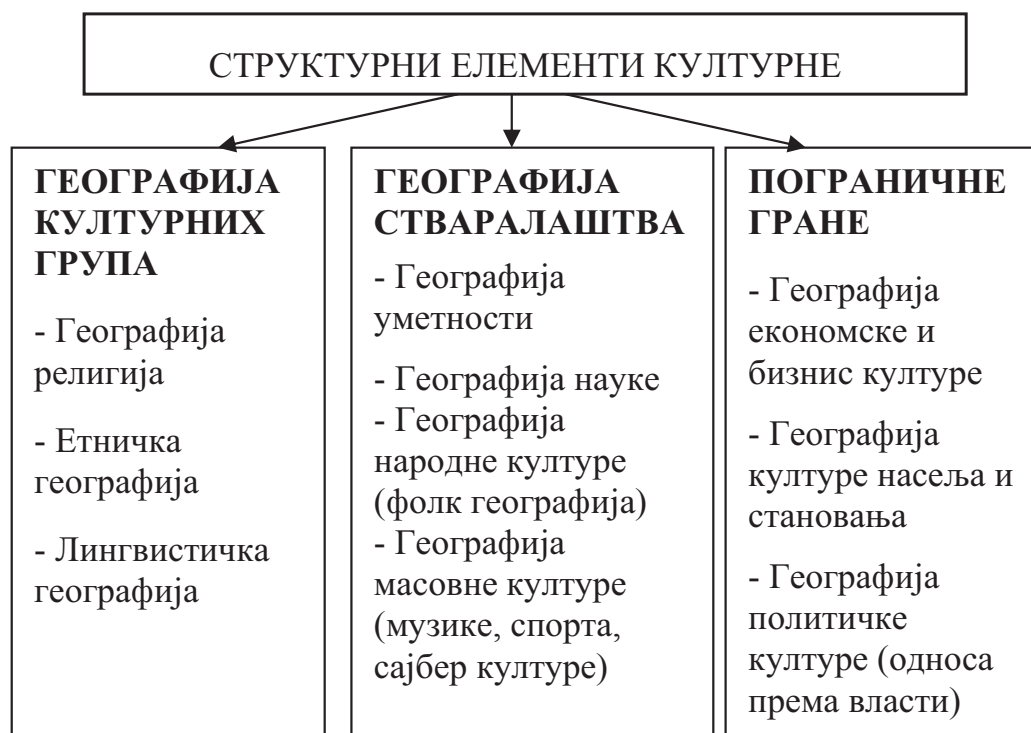 СТРУКТУРНИ ЕЛЕМЕНТИ КУЛТУРНЕ
ГЕОГРАФИЈА
КУЛТУРНИХ
ГРУПА
- Географија
религија
- Етничка
географија
- Лингвистичка
географија
ГЕОГРАФИЈА
СТВАРАЛАШТВА
- Географија
уметности
- Географија науке
- Географија
народне културе
(фолк географија)
- Географија
масовне културе
(музике, спорта,
сајбер културе)
ПОГРАНИЧНЕ
ГРАНЕ
- Географија
економске и
бизнис културе
- Географија
културе насеља и
становања
- Географија
политичке
културе (односа
према власти)